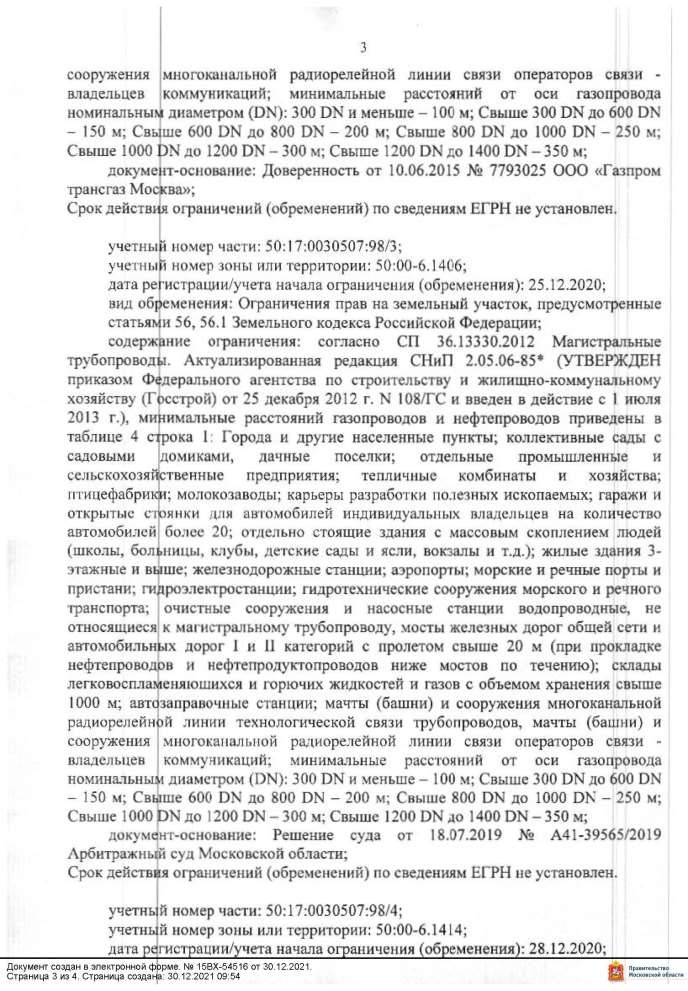 3
сооружения многоканальной радиорелейной линии связи операторов связи -
владельцев коммуникаций; минимальные расстояний от оси газопровода
номинальным диаметром (DN): 300 DN и меньше – 100 м; Свыше 300 DN до 600 DN
– 150 м; Свыше 600 DN до 800 DN – 200 м; Свыше 800 DN до 1000 DN – 250 м;
Свыше 1000 DN до 1200 DN – 300 м; Свыше 1200 DN до 1400 DN – 350 м;
документ-основание: Доверенность от 10.06.2015 № 7793025 ООО «Газпром
трансгаз Москва»;
Срок действия ограничений (обременений) по сведениям ЕГРН не установлен.
учетный номер части: 50:17:0030507:98/3;
учетный номер зоны или территории: 50:00-6.1406;
дата регистрации/учета начала ограничения (обременения): 25.12.2020;
вид обременения: Ограничения прав на земельный участок, предусмотренные
статьями 56, 56.1 Земельного кодекса Российской Федерации;
содержание ограничения: согласно СП 36.13330.2012 Магистральные
трубопроводы. Актуализированная редакция СНиП 2.05.06-85* (УТВЕРЖДЕН
приказом Федерального агентства по строительству и жилищно-коммунальному
хозяйству (Госстрой) от 25 декабря 2012 г. N 108/ГС и введен в действие с 1 июля
2013 г.), минимальные расстояний газопроводов и нефтепроводов приведены в
таблице 4 строка 1: Города и другие населенные пункты; коллективные сады с
садовыми домиками, дачные поселки; отдельные промышленные и
сельскохозяйственные предприятия; тепличные комбинаты и хозяйства;
птицефабрики; молокозаводы; карьеры разработки полезных ископаемых; гаражи и
открытые стоянки для автомобилей индивидуальных владельцев на количество
автомобилей более 20; отдельно стоящие здания с массовым скоплением людей
(школы, больницы, клубы, детские сады и ясли, вокзалы и т.д.); жилые здания 3-
этажные и выше; железнодорожные станции; аэропорты; морские и речные порты и
пристани; гидроэлектростанции; гидротехнические сооружения морского и речного
транспорта; очистные сооружения и насосные станции водопроводные, не
относящиеся к магистральному трубопроводу, мосты железных дорог общей сети и
автомобильных дорог I и II категорий с пролетом свыше 20 м (при прокладке
нефтепроводов и нефтепродуктопроводов ниже мостов по течению); склады
легковоспламеняющихся и горючих жидкостей и газов с объемом хранения свыше
1000 м; автозаправочные станции; мачты (башни) и сооружения многоканальной
радиорелейной линии технологической связи трубопроводов, мачты (башни) и
сооружения многоканальной радиорелейной линии связи операторов связи -
владельцев коммуникаций; минимальные расстояний от оси газопровода
номинальным диаметром (DN): 300 DN и меньше – 100 м; Свыше 300 DN до 600 DN
– 150 м; Свыше 600 DN до 800 DN – 200 м; Свыше 800 DN до 1000 DN – 250 м;
Свыше 1000 DN до 1200 DN – 300 м; Свыше 1200 DN до 1400 DN – 350 м;
документ-основание: Решение суда от 18.07.2019 № А41-39565/2019
Арбитражный суд Московской области;
Срок действия ограничений (обременений) по сведениям ЕГРН не установлен.
учетный номер части: 50:17:0030507:98/4;
учетный номер зоны или территории: 50:00-6.1414;
дата регистрации/учета начала ограничения (обременения): 28.12.2020;
Документ создан в электронной форме. № 15ВХ-54516 от 30.12.2021.
Страница 3 из 4. Страница создана: 30.12.2021 09:54
Правительство
Московской области